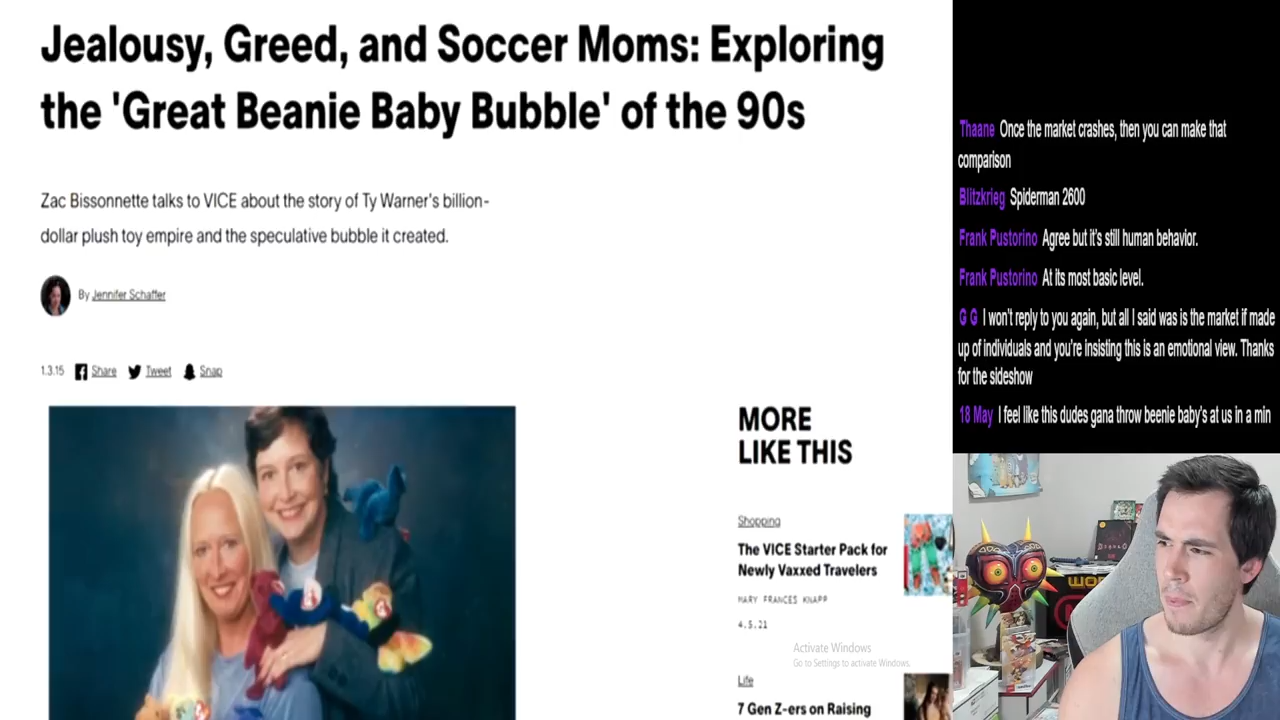 Jealousy, Greed, and Soccer Moms: Exploring
the 'Great Beanie Baby Bubble' of the 90s
Zac Bissonnette talks to VICE about the story of Ty Warner's billion-
dollar plush toy empire and the speculative bubble it created.
By Jennifer Schaffer
1.3.15 Share Tweet Snap
MORE
LIKE THIS
Shopping
The VICE Starter Pack for
Newly Vaxxed Travelers
MARY FRANCES KNAPP
4.5.21
Activate Windows
Go to Settings to activate Windows.
Life
7 Gen Z-ers on Raising
Thaane Once the market crashes, then you can make that
comparison
Blitzkrieg Spiderman 2600
Frank Pustorino Agree but it's still human behavior.
Frank Pustorino At its most basic level.
G G I won't reply to you again, but all I said was is the market if made
up of individuals and you're insisting this is an emotional view. Thanks
for the sideshow
18 May I feel like this dudes gana throw beenie baby's at us in a min